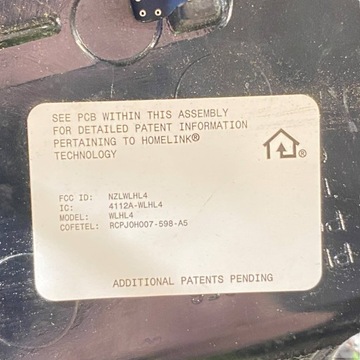 SEE PCB WITHIN THIS ASSEMBLY
FOR DETAILED PATENT INFORMATION
PERTAINING TO HOMELINK®
TECHNOLOGY
®
FCC ID: NZLWLHL4
IC: 4112A-WLHL4
MODEL: WLHL4
COFETEL: RCPJOH007-598-A5
ADDITIONAL PATENTS PENDING